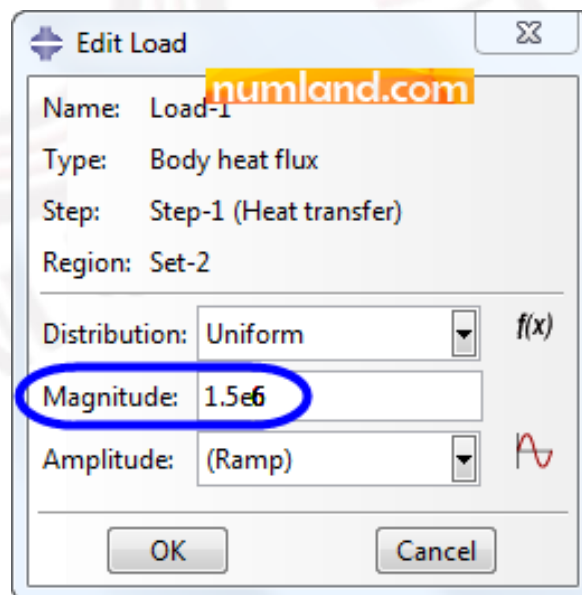 Edit Load
numland.com
Name: Load-1
Type: Body heat flux
Step: Step-1 (Heat transfer)
Region: Set-2
Distribution: Uniform f(x)
Magnitude: 1.5e6
Amplitude: (Ramp)
OK Cancel